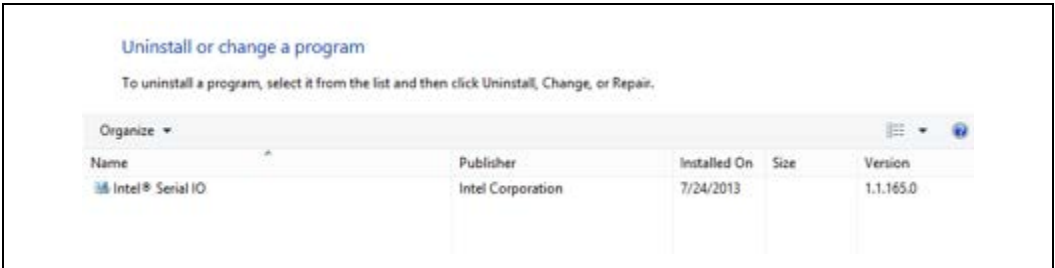 Uninstall or change a program
To uninstall a program, select it from the list and then click Uninstall, Change, or Repair.
Organize
Name Publisher Installed On Size Version
Intel® Serial IO Intel Corporation 7/24/2013 1.1.165.0